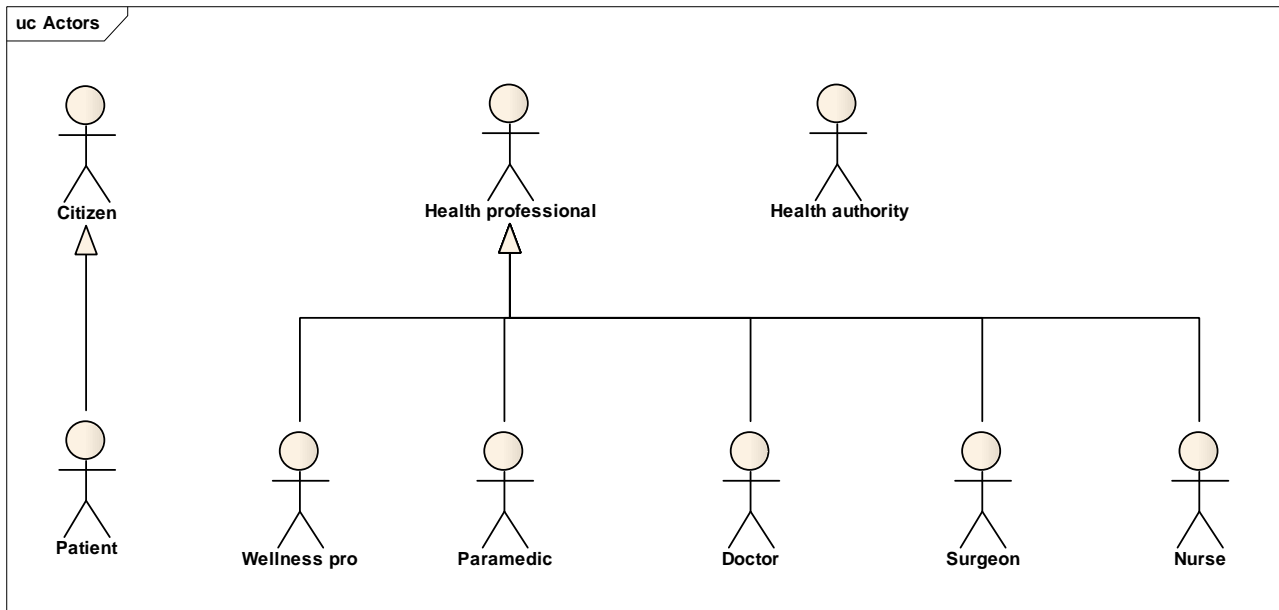 uc Actors
Citizen
Health professional
Health authority
Patient
Wellness pro
Paramedic
Doctor
Surgeon
Nurse